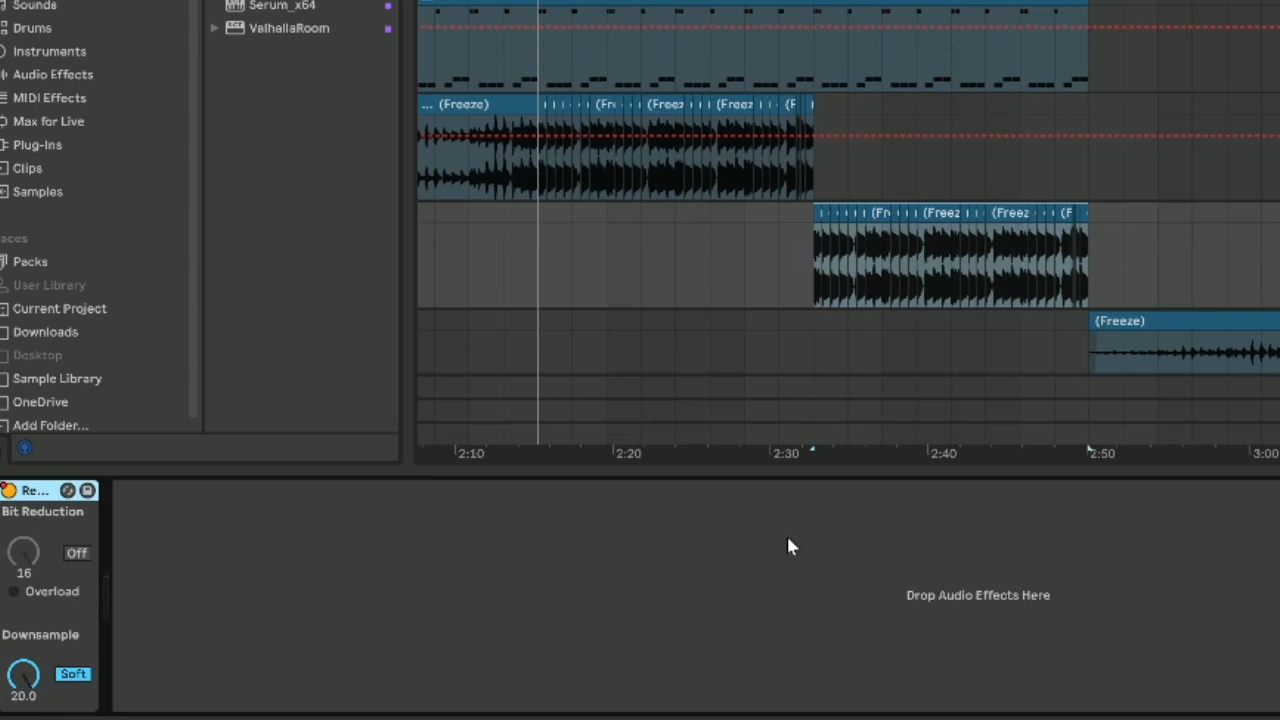 Sounds
Drums
Instruments
Audio Effects
MIDI Effects
Max for Live
Plug-Ins
Clips
Samples
aces
Packs
User Library
Current Project
Downloads
Desktop
Sample Library
OneDrive
Add Folder...
Serum_x64
ValhallaRoom
... (Freeze) (Fre (Freez (Freez (F
(Fre (Freez (Freez (F
(Freeze)
2:10 2:20 2:30 2:40 2:50 3:00
Re...
Bit Reduction
Off
16
Overload
Downsample
Soft
20.0
Drop Audio Effects Here